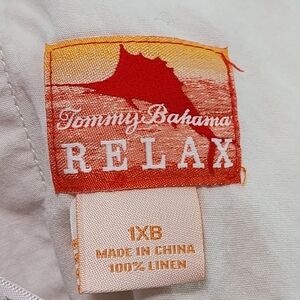 Tommy Bahama
RELAX
1XB
MADE IN CHINA
100% LINEN